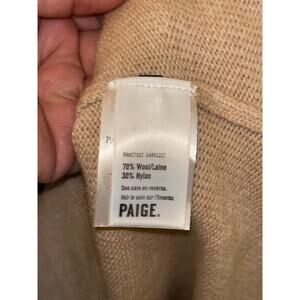 70% Wool/Laine
30% Nylon
See care on reverse.
Voir le soin sur l'inverse.
PAIGE.